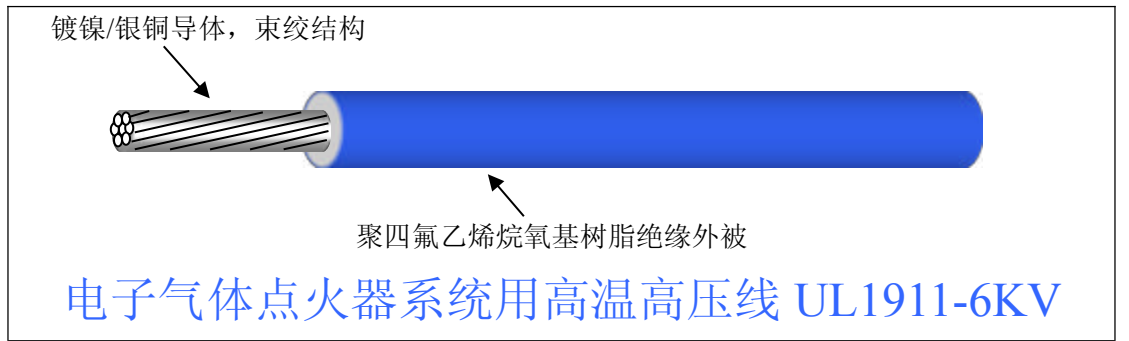 镀镍/银铜导体，束绞结构
聚四氟乙烯烷氧基树脂绝缘外被
电子气体点火器系统用高温高压线 UL1911-6KV